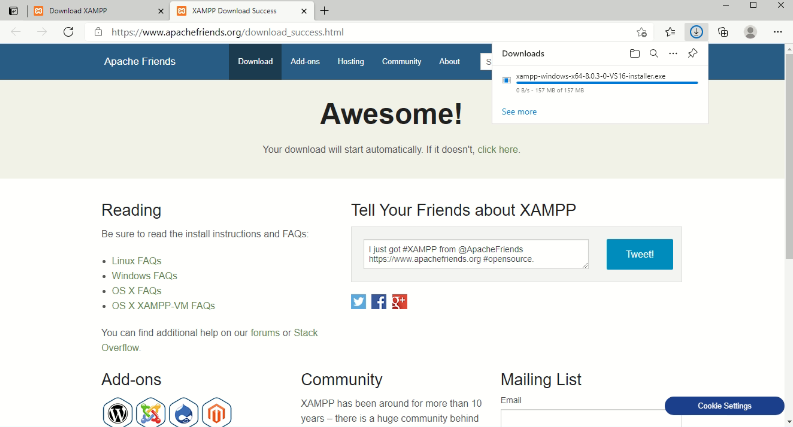 Download XAMPP
XAMPP Download Success
https://www.apachefriends.org/download_success.html
Apache Friends
Download
Add-ons
Hosting
Community
About
S
Downloads
xampp-windows-x64-8.0.3-0-VS16-installer.exe
0 B/s - 157 MB of 157 MB
See more
Awesome!
Your download will start automatically. If it doesn't, click here.
Reading
Be sure to read the install instructions and FAQs:
Linux FAQs
Windows FAQs
OS X FAQs
OS X XAMPP-VM FAQs
You can find additional help on our forums or Stack
Overflow.
Tell Your Friends about XAMPP
I just got #XAMPP from @ApacheFriends
https://www.apachefriends.org #opensource.
Tweet!
Add-ons
Community
XAMPP has been around for more than 10
years – there is a huge community behind
Mailing List
Email
Cookie Settings